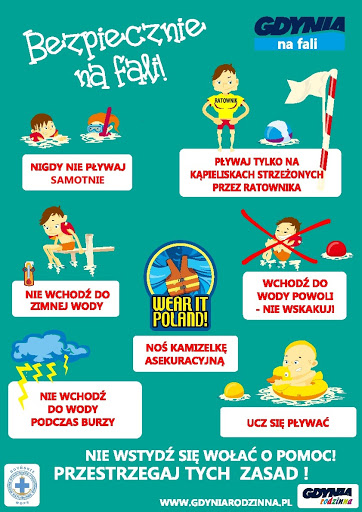 Bezpiecznie
na fali!
GDYNIA
na fali
RATOWNIK
NIGDY NIE PŁYWAJ
SAMOTNIE
PŁYWAJ TYLKO NA
KĄPIELISKACH STRZEŻONYCH
PRZEZ RATOWNIKA
NIE WCHODŹ DO
ZIMNEJ WODY
WEAR IT
POLAND!
WCHODŹ DO
WODY POWOLI
- NIE WSKAKUJ!
NOŚ KAMIZELKĘ
ASEKURACYJNĄ
NIE WCHODŹ
DO WODY
PODCZAS BURZY
UCZ SIĘ PŁYWAĆ
NIE WSTYDŹ SIĘ WOŁAĆ O POMOC!
PRZESTRZEGAJ TYCH ZASAD !
WWW.GDYNIARODZINNA.PL
GDYNIA
rodzinna